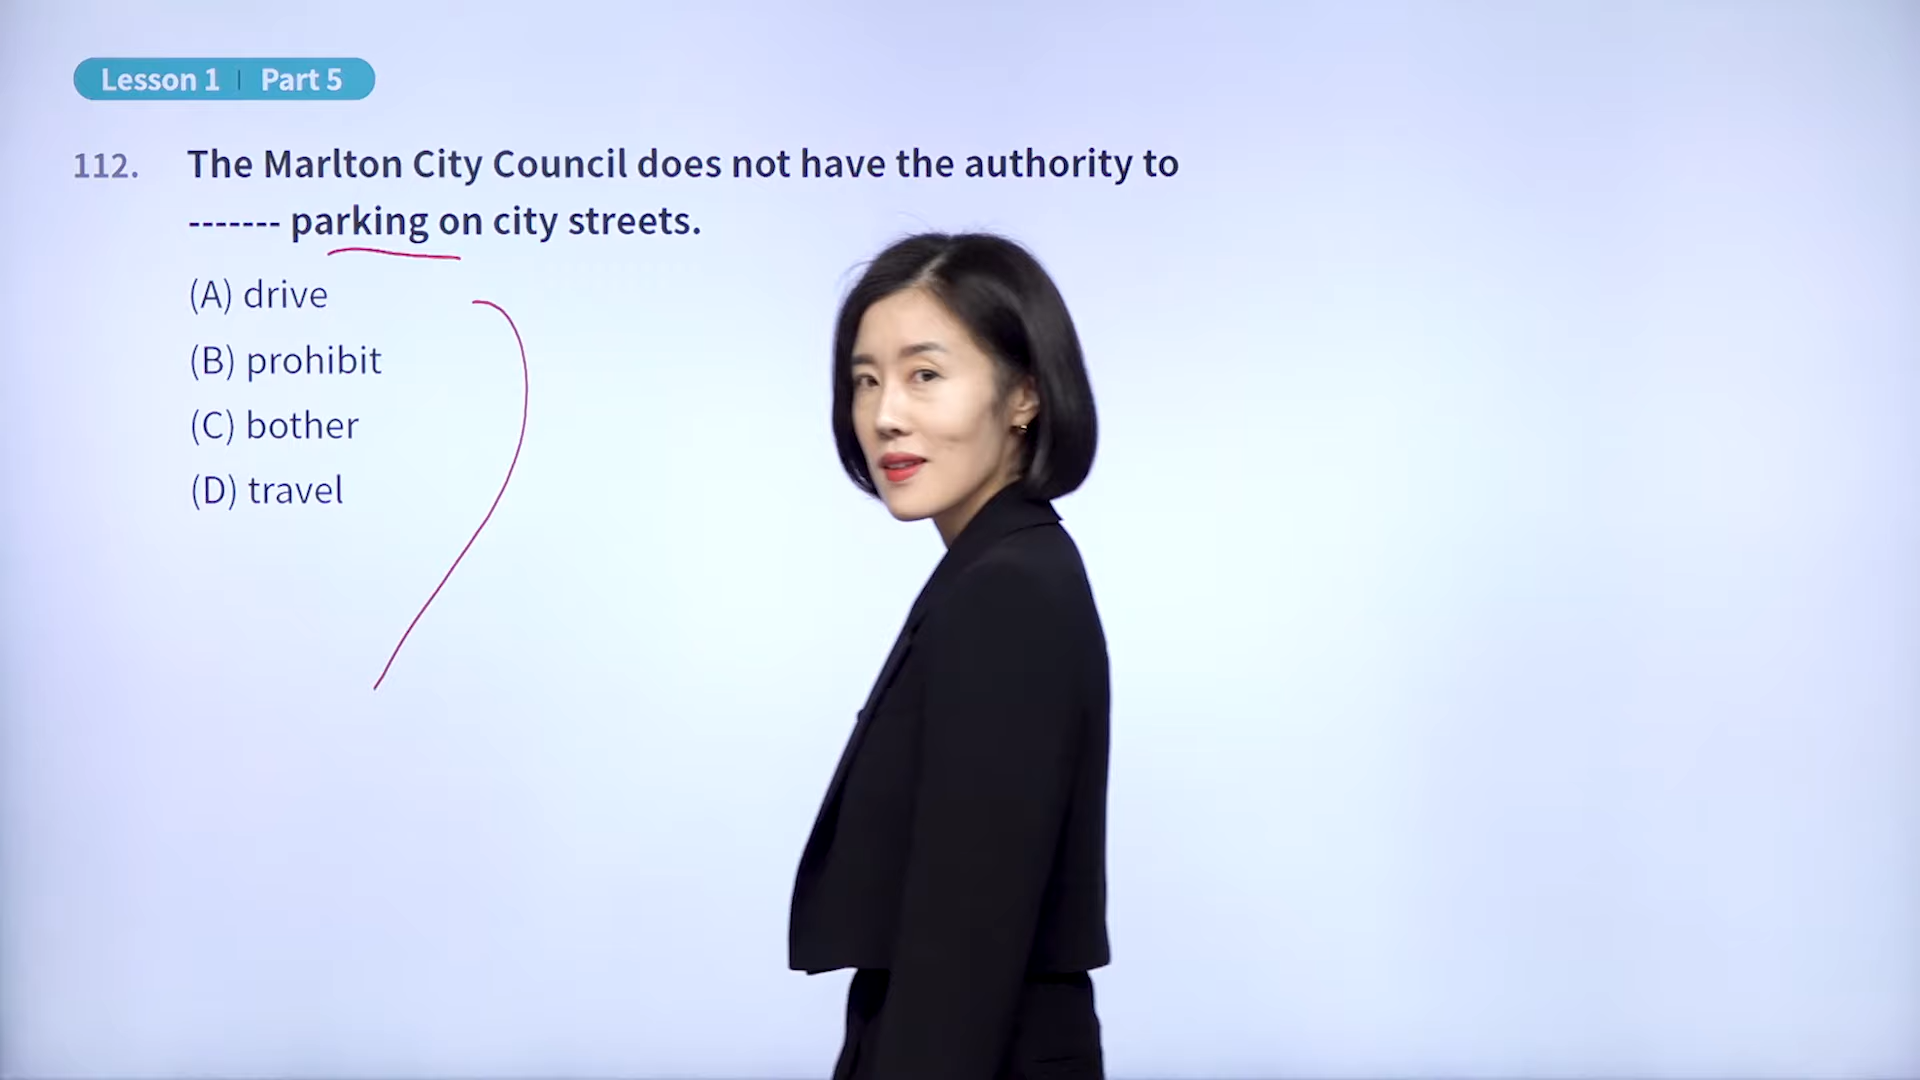 Lesson 1 | Part 5
112. The Marlton City Council does not have the authority to
------- parking on city streets.
(A) drive
(B) prohibit
(C) bother
(D) travel